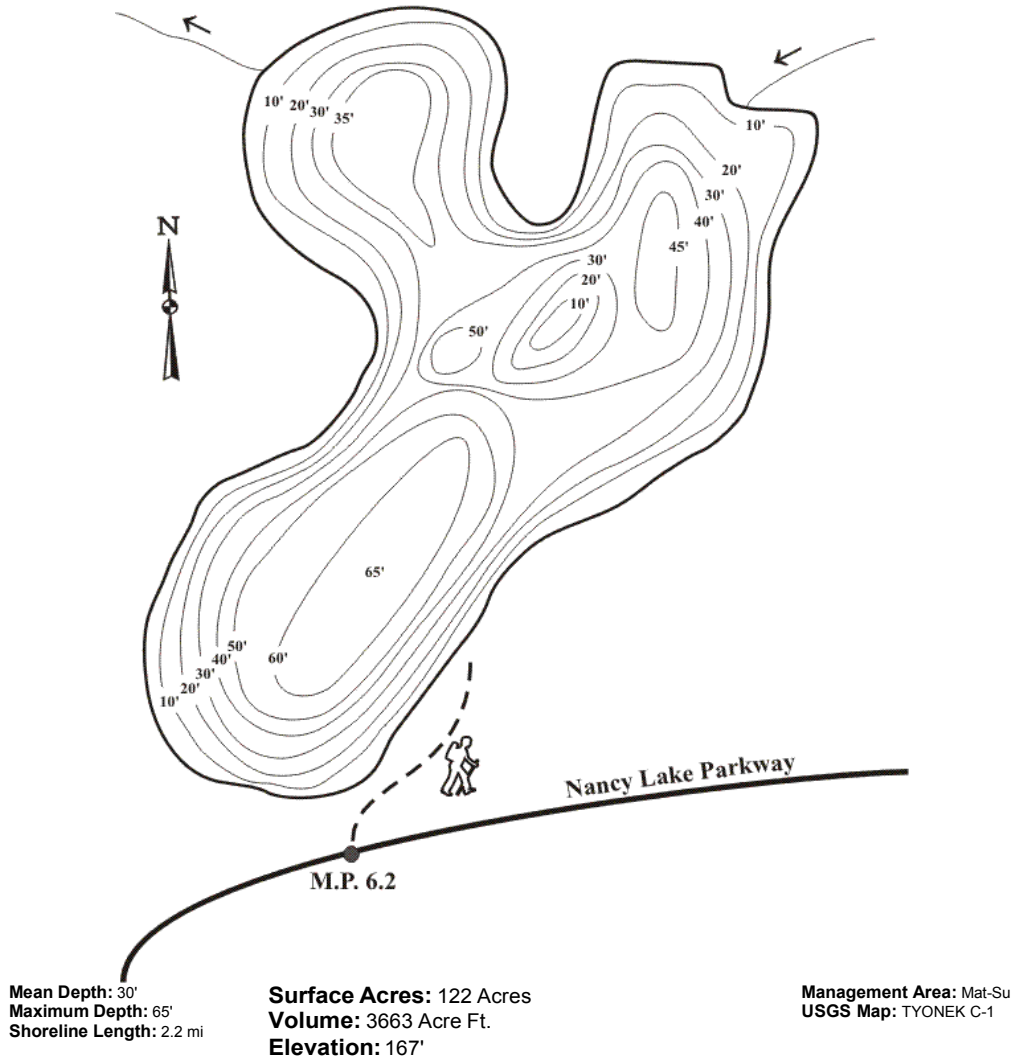 10' 20' 30' 35'
10'
20'
30'
40'
45'
N
30'
20'
10'
50'
65'
50'
40'
60'
30'
20'
10'
Nancy Lake Parkway
M.P. 6.2
Mean Depth: 30'
Maximum Depth: 65'
Shoreline Length: 2.2 mi
Surface Acres: 122 Acres
Volume: 3663 Acre Ft.
Elevation: 167'
Management Area: Mat-Su
USGS Map: TYONEK C-1